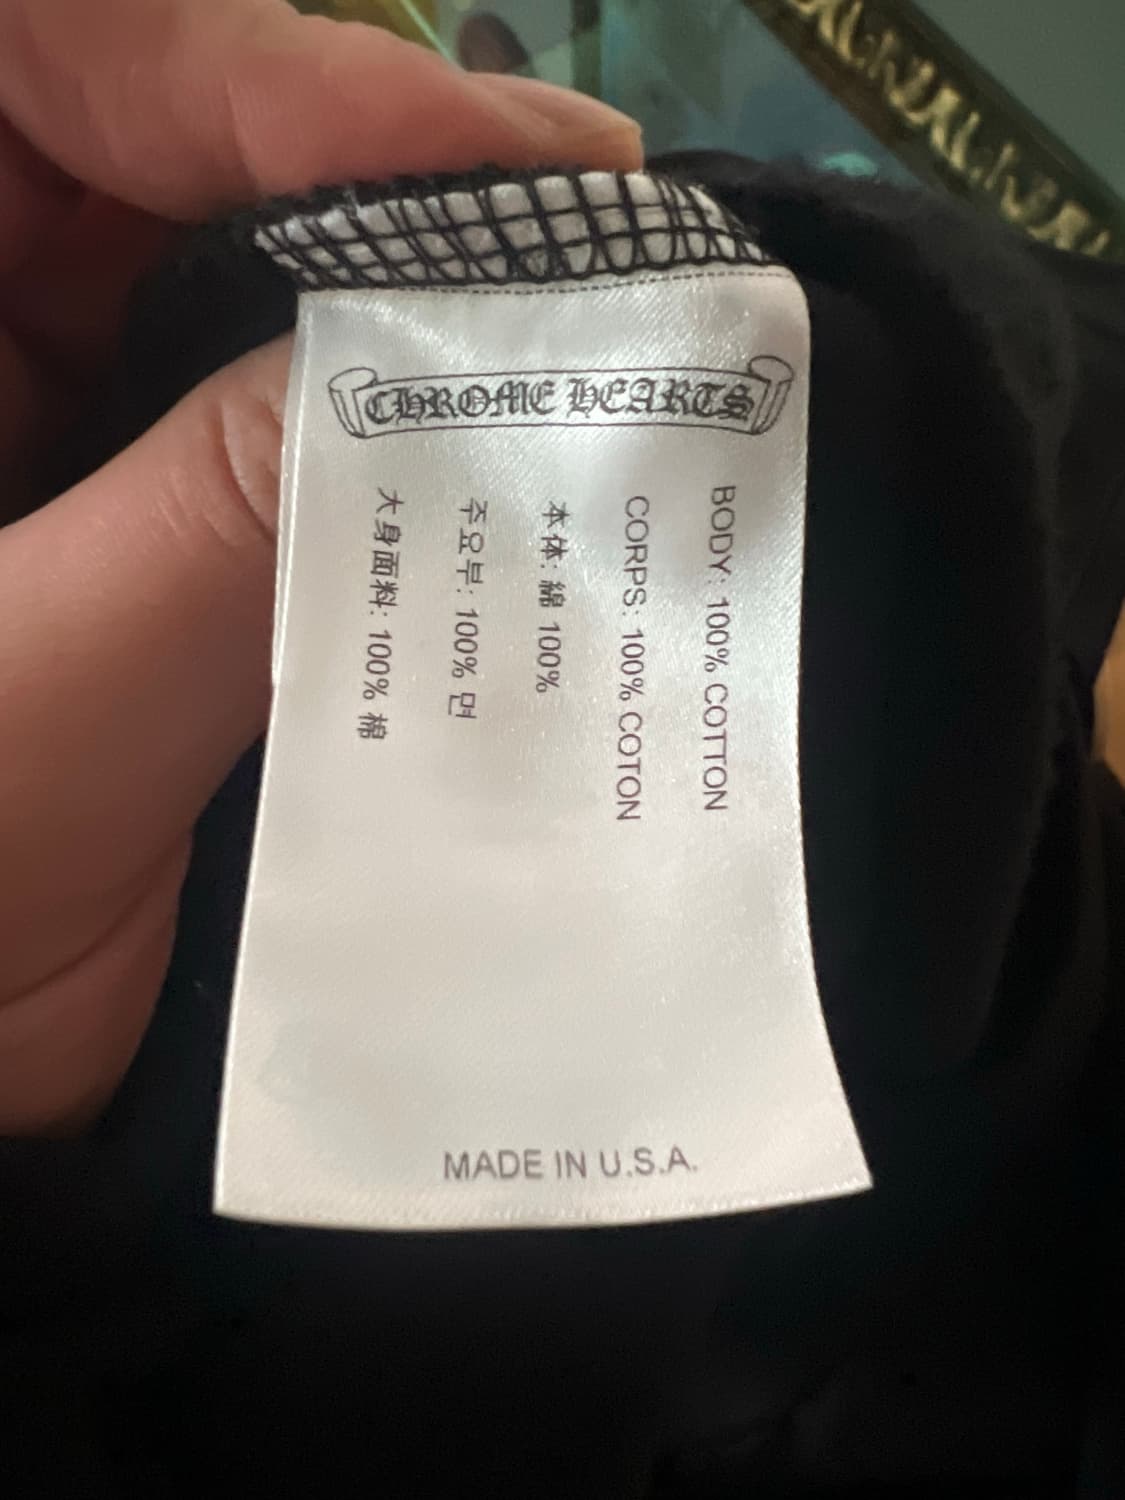 CHROME HEARTS
BODY: 100% COTTON
CORPS: 100% COTON
本体: 綿 100%
주요부: 100% 면
大身面料: 100% 棉
MADE IN U.S.A.